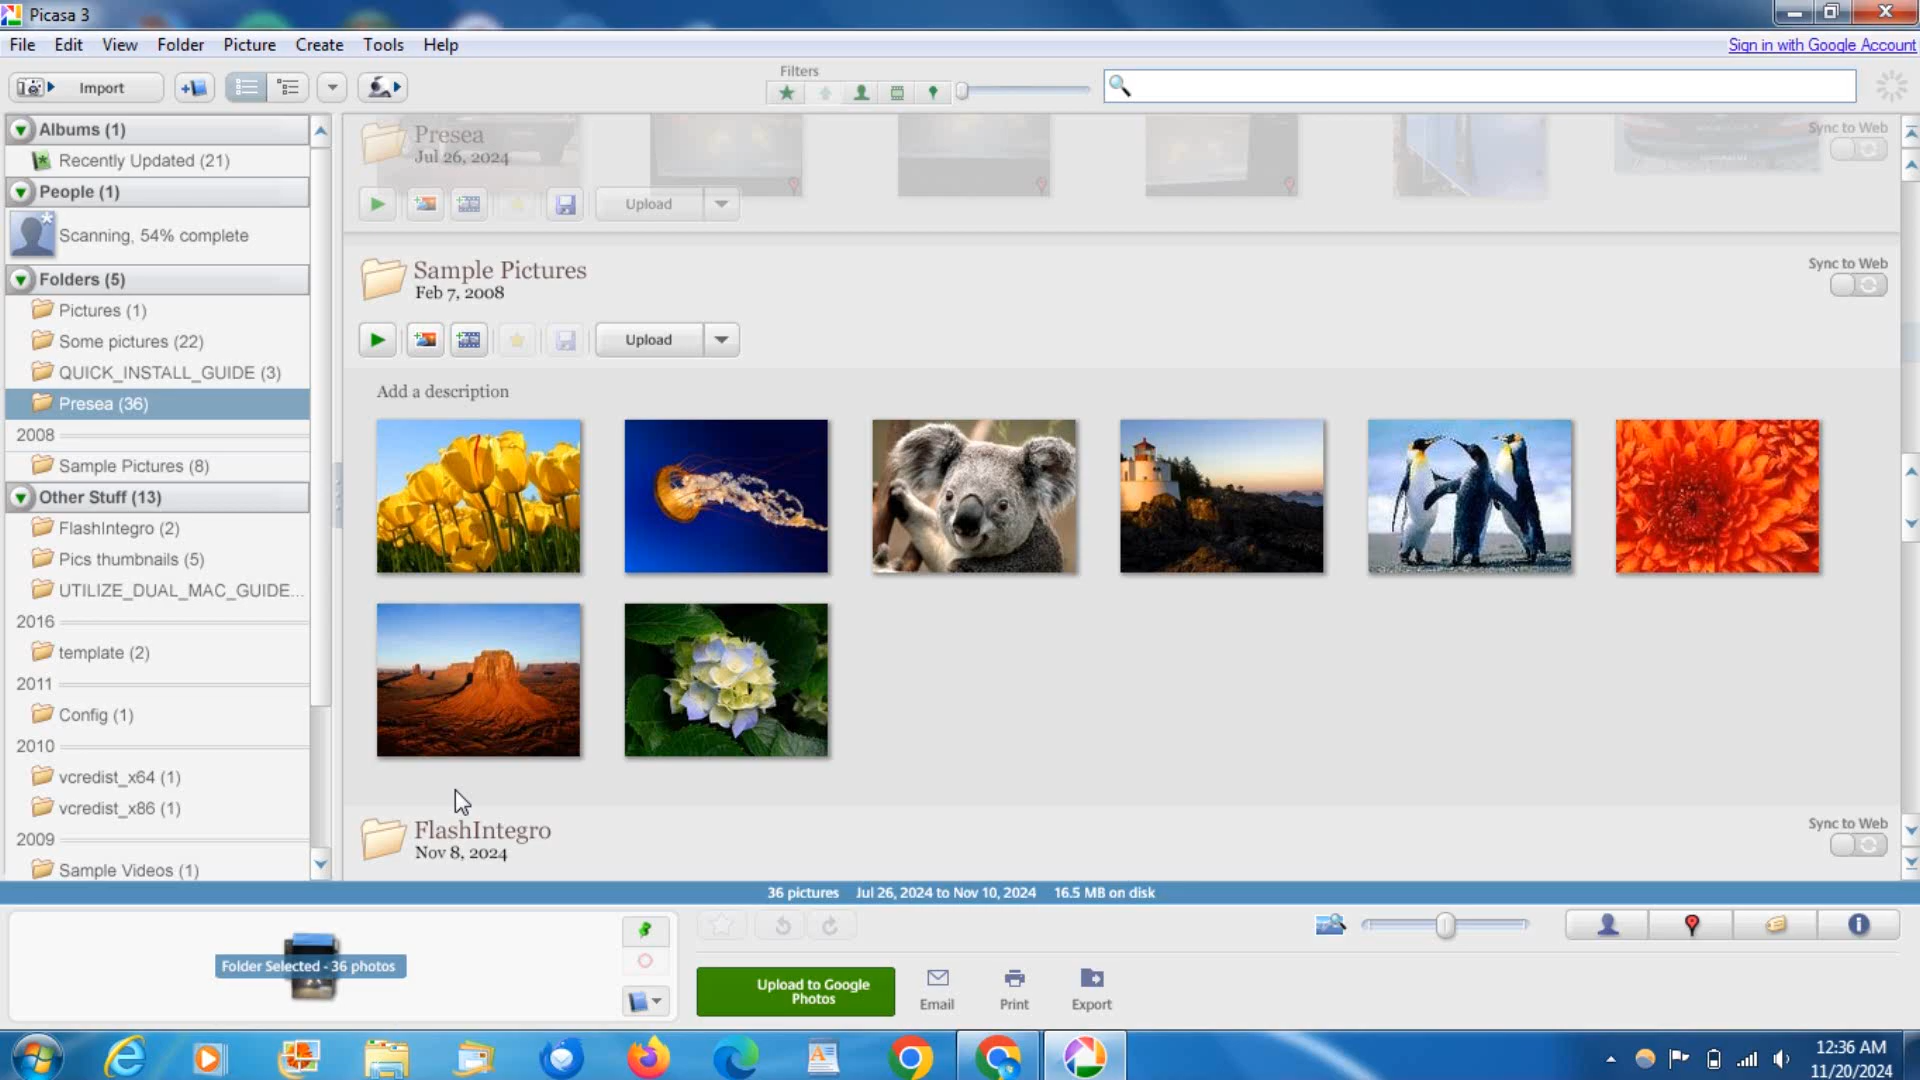 Picasa 3
File Edit View Folder Picture Create Tools Help
Sign in with Google Account
Import
Filters
Albums (1)
Recently Updated (21)
People (1)
Scanning, 54% complete
Folders (5)
Pictures (1)
Some pictures (22)
QUICK_INSTALL_GUIDE (3)
Presea (36)
2008
Sample Pictures (8)
Other Stuff (13)
FlashIntegro (2)
Pics thumbnails (5)
UTILIZE_DUAL_MAC_GUIDE...
2016
template (2)
2011
Config (1)
2010
vcredist_x64 (1)
vcredist_x86 (1)
2009
Sample Videos (1)
Presea
Jul 26, 2024
Sync to Web
Upload
Sample Pictures
Feb 7, 2008
Sync to Web
Upload
Add a description
FlashIntegro
Nov 8, 2024
Sync to Web
36 pictures Jul 26, 2024 to Nov 10, 2024 16.5 MB on disk
Folder Selected - 36 photos
Upload to Google
Photos
Email
Print
Export
12:36 AM
11/20/2024